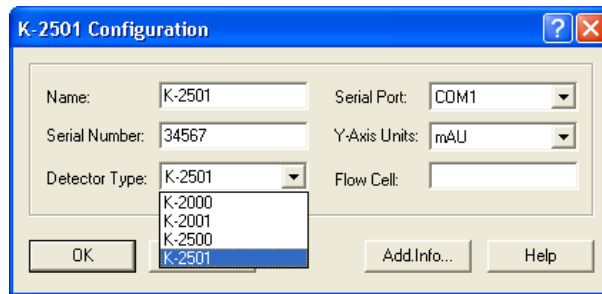 K-2501 Configuration
Name: K-2501
Serial Port: COM1
Serial Number: 34567
Y-Axis Units: mAU
Detector Type: K-2501
Flow Cell:
K-2000
K-2001
K-2500
K-2501
OK
Add.Info...
Help